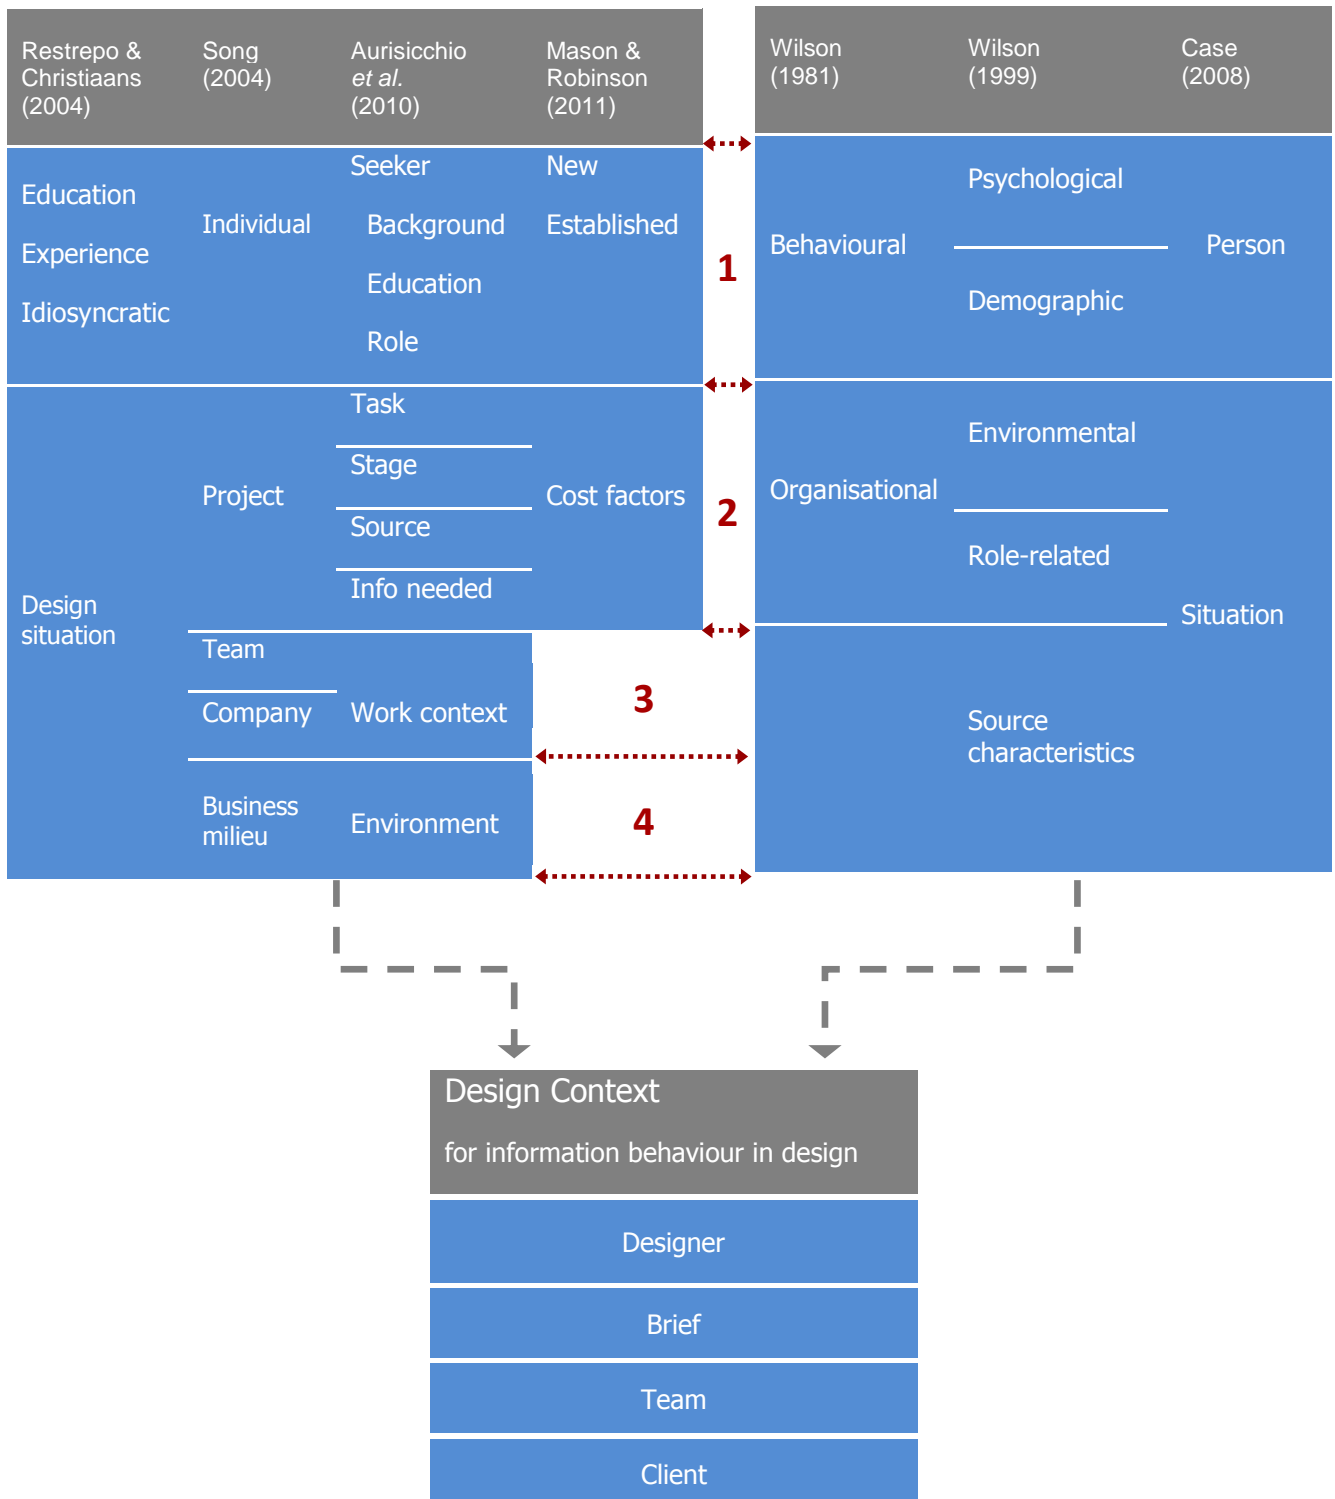 Restrepo &
Christiaans
(2004)
Song
(2004)
Aurisicchio
et al.
(2010)
Mason &
Robinson
(2011)
Wilson
(1981)
Wilson
(1999)
Case
(2008)
Education
Experience
Idiosyncratic
Individual
Seeker
Background
Education
Role
New
Established
1
Behavioural
Psychological
Demographic
Person
Design
situation
Project
Task
Stage
Source
Info needed
Cost factors
2
Organisational
Environmental
Role-related
Situation
Team
Company
Work context
3
Source
characteristics
Business
milieu
Environment
4
Design Context
for information behaviour in design
Designer
Brief
Team
Client